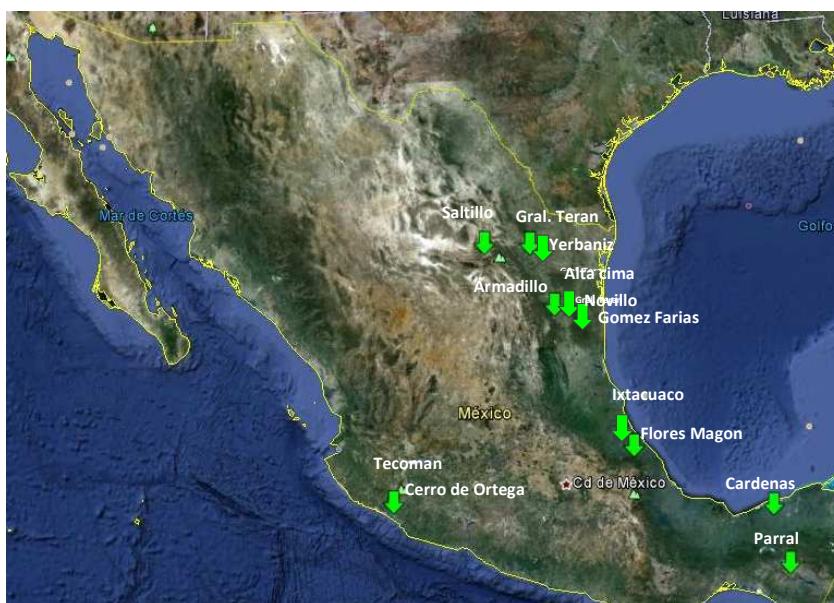 Luisiana
Mar de Cortés
Golfo
Saltillo
Gral. Teran
Yerbaniz
Alta cima
Armadillo
Novillo
Gomez Farias
México
Ixtacuaco
Flores Magon
Tecoman
Cerro de Ortega
Cd de México
Cardenas
Parral